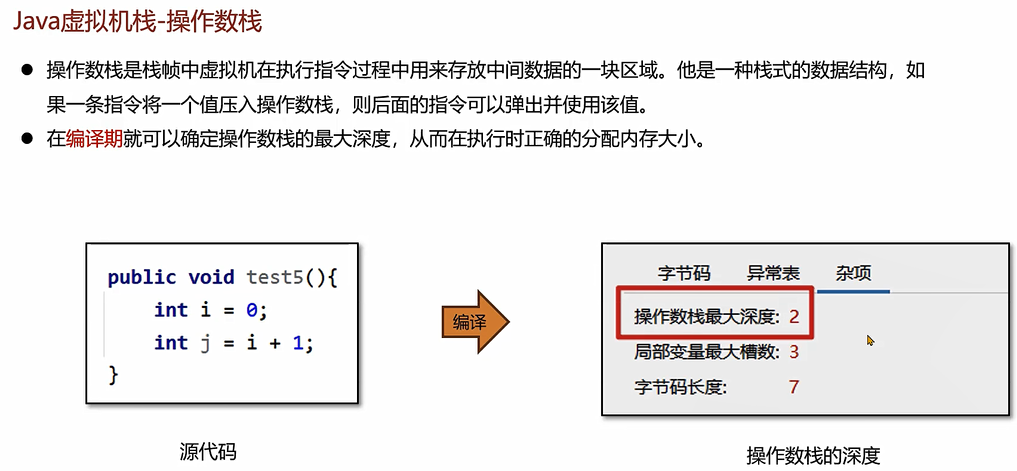 Java虚拟机栈-操作数栈
● 操作数栈是栈帧中虚拟机在执行指令过程中用来存放中间数据的一块区域。他是一种栈式的数据结构，如
果一条指令将一个值压入操作数栈，则后面的指令可以弹出并使用该值。
● 在编译期就可以确定操作数栈的最大深度，从而在执行时正确的分配内存大小。
public void test5(){
int i = 0;
int j = i + 1;
}
源代码
编译
字节码 异常表 杂项
操作数栈最大深度: 2
局部变量最大槽数: 3
字节码长度: 7
操作数栈的深度